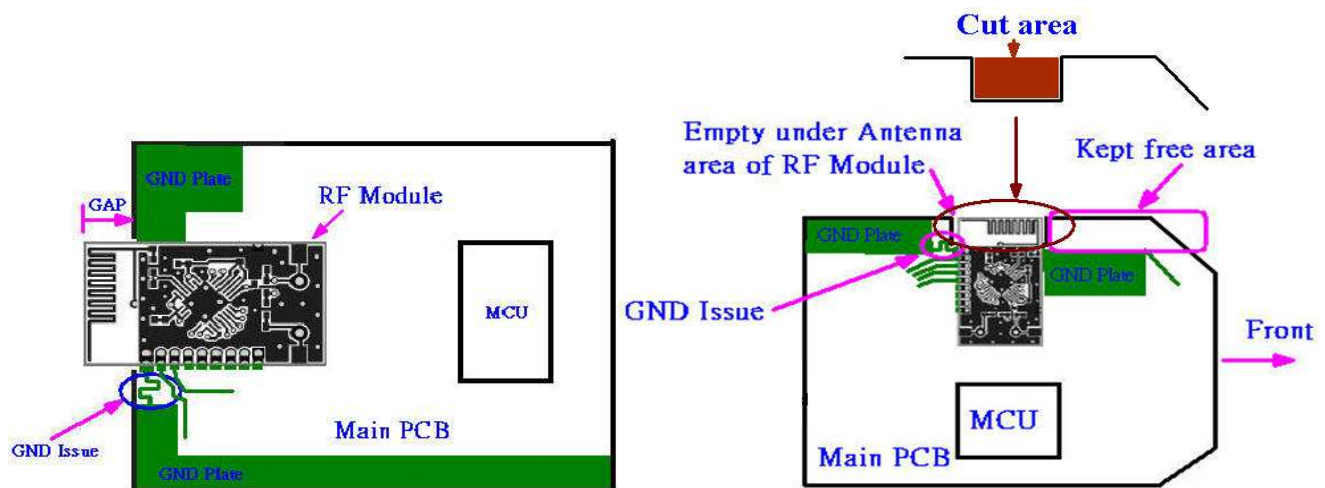 GND Plate
GAP
RF Module
MCU
Main PCB
GND Issue
GND Plate
Cut area
Empty under Antenna
area of RF Module
Kept free area
GND Plate
GND Plate
GND Issue
Front
MCU
Main PCB